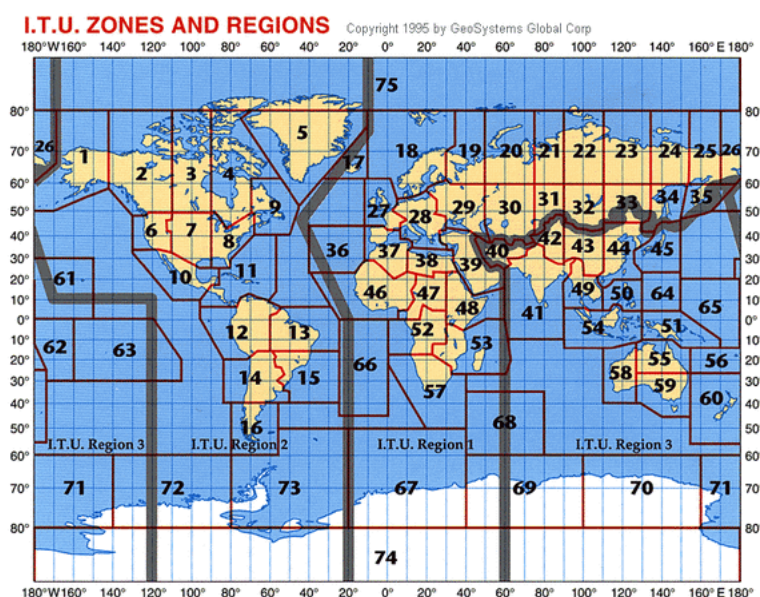 I.T.U. ZONES AND REGIONS Copyright 1995 by GeoSystems Global Corp
180°W160° 140° 120° 100° 80° 60° 40° 20° 0° 20° 40° 60° 80° 100° 120° 140° 160°E 180°
75
80° 80°
5
26 1 2 3 4 17 18 19 20 21 22 23 24 25 26
70° 70°
60° 60°
9 27 28 29 30 31 32 33 34 35
50° 50°
6 7 8 36 37 38 39 40 42 43 44 45
40° 40°
30° 30°
61 10 11 46 47 48 41 49 50 64 65
20° 20°
10° 10°
0° 0°
62 63 12 13 66 52 53 54 51
10° 10°
14 15 57 58 55 59 56 60
20° 20°
30° 30°
40° 40°
16 68
50° 50°
I.T.U. Region 3 I.T.U. Region 2 I.T.U. Region 1 I.T.U. Region 3
60° 60°
71 72 73 67 69 70 71
70° 70°
80° 80°
74
180°W160° 140° 120° 100° 80° 60° 40° 20° 0° 20° 40° 60° 80° 100° 120° 140° 160°E 180°